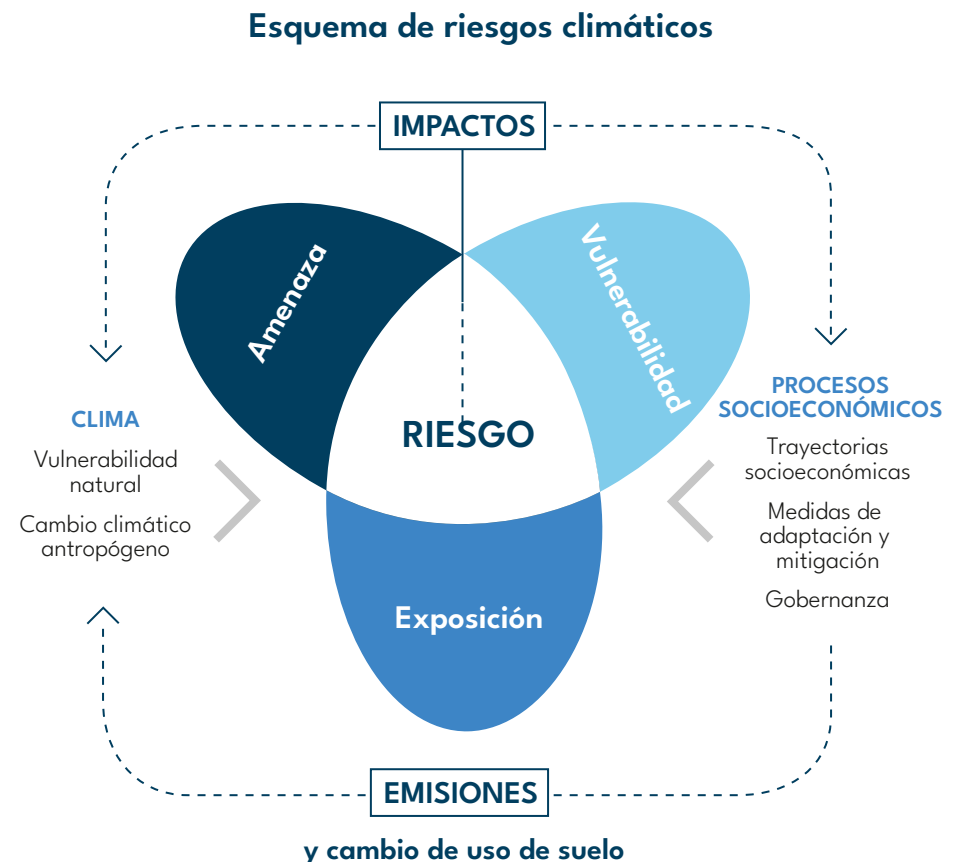 Esquema de riesgos climáticos
IMPACTOS
Amenaza
Vulnerabilidad
RIESGO
Exposición
CLIMA
Vulnerabilidad
natural
Cambio climático
antropógeno
PROCESOS
SOCIOECONÓMICOS
Trayectorias
socioeconómicas
Medidas de
adaptación y
mitigación
Gobernanza
EMISIONES
y cambio de uso de suelo